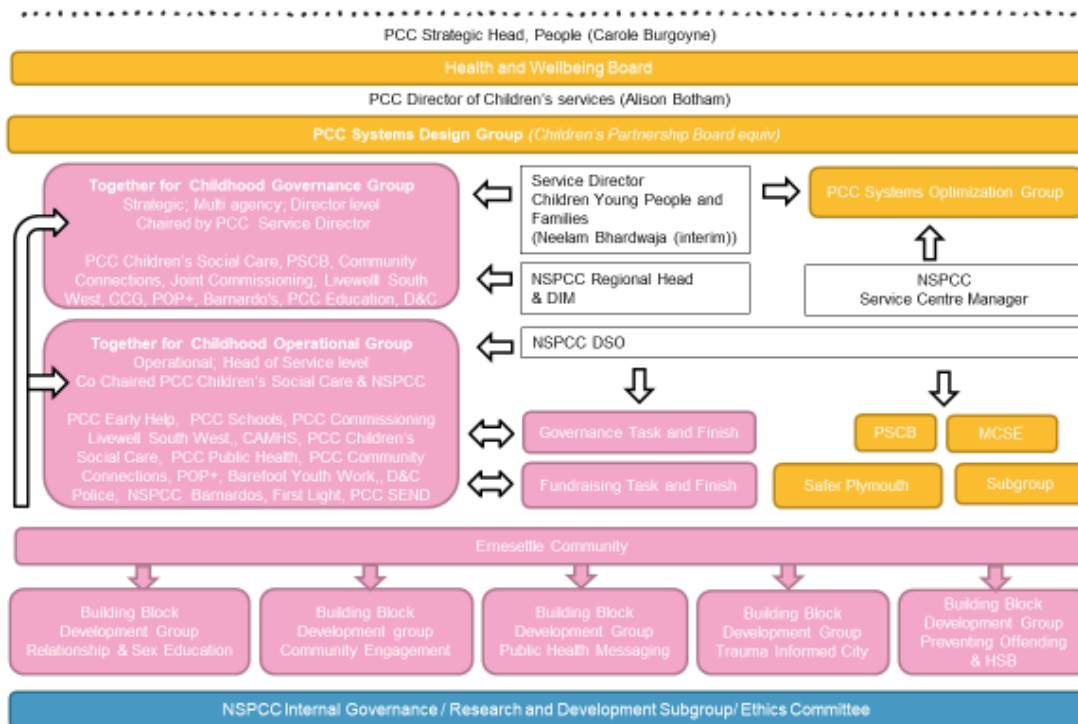 PCC Strategic Head, People (Carole Burgoyne)
Health and Wellbeing Board
PCC Director of Children's services (Alison Botham)
PCC Systems Design Group (Children's Partnership Board equiv)
Together for Childhood Governance Group
Strategic; Multi agency; Director level
Chaired by PCC Service Director
PCC Children's Social Care, PSCB, Community
Connections, Joint Commissioning, Livewell South
West, CCG, POP+, Barnardo's, PCC Education, D&C
Service Director
Children Young People and
Families
(Neelam Bhardwaja (interim))
PCC Systems Optimization Group
NSPCC Regional Head
& DIM
NSPCC
Service Centre Manager
Together for Childhood Operational Group
Operational; Head of Service level
Co Chaired PCC Children's Social Care & NSPCC
PCC Early Help, PCC Schools, PCC Commissioning
Livewell South West,, CAMHS, PCC Children's
Social Care, PCC Public Health, PCC Community
Connections, POP+, Barefoot Youth Work,, D&C
Police, NSPCC Barnardos, First Light, PCC SEND
NSPCC DSO
Governance Task and Finish
Fundraising Task and Finish
PSCB
MCSE
Safer Plymouth
Subgroup
Ernesettle Community
Building Block
Development Group
Relationship & Sex Education
Building Block
Development group
Community Engagement
Building Block
Development Group
Public Health Messaging
Building Block
Development Group
Trauma Informed City
Building Block
Development Group
Preventing Offending
& HSB
NSPCC Internal Governance / Research and Development Subgroup/ Ethics Committee